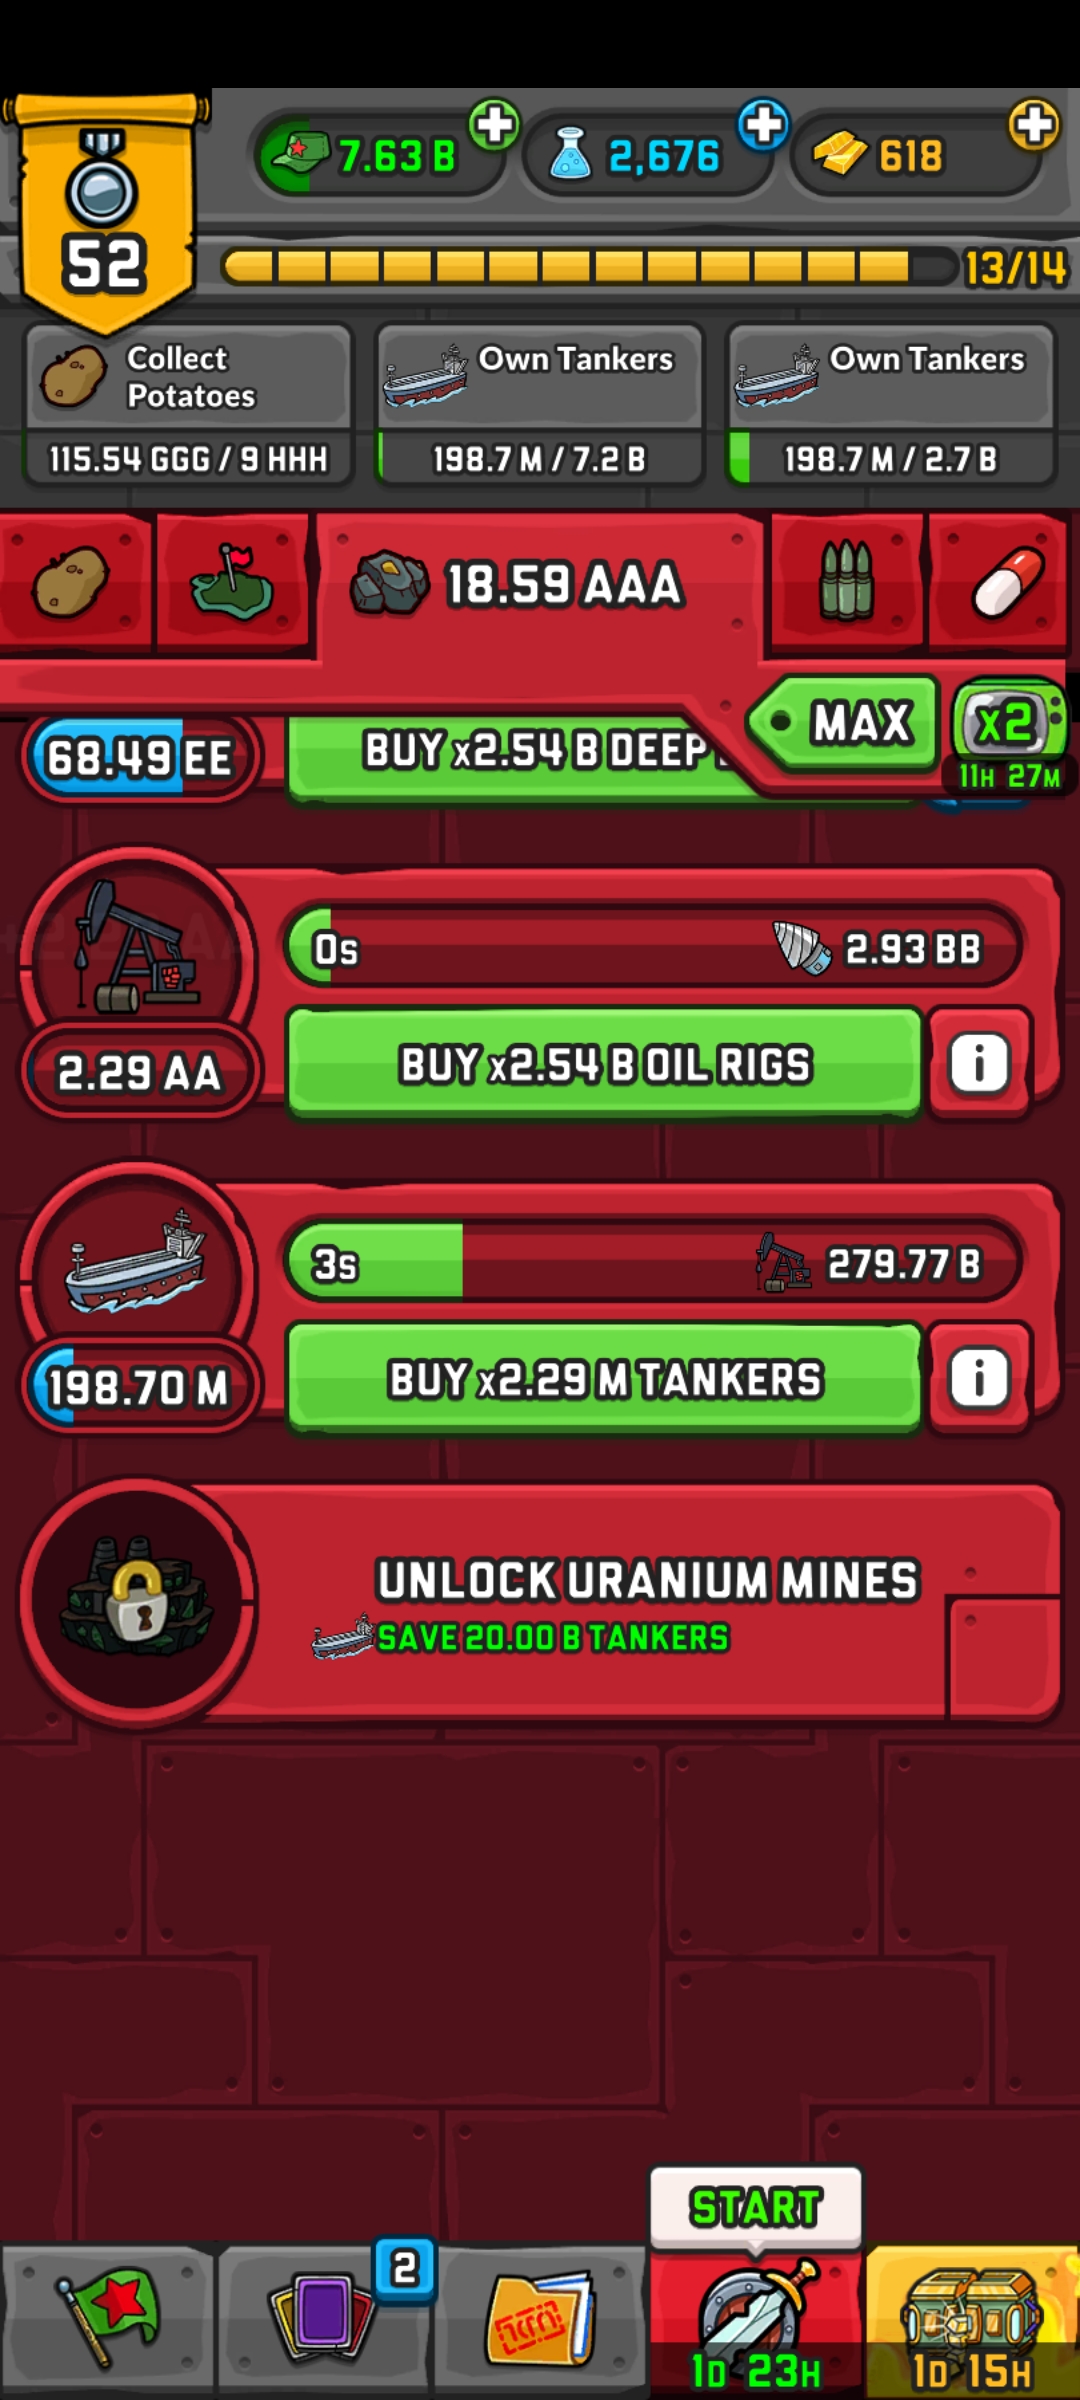 52
7.63 B
2,676
618
13/14
Collect
Potatoes
115.54 GGG / 9 HHH
Own Tankers
198.7 M / 7.2 B
Own Tankers
198.7 M / 2.7 B
18.59 AAA
MAX
x2
11H 27M
68.49 EE
BUY x2.54 B DEEP
0s
2.93 BB
2.29 AA
BUY x2.54 B OIL RIGS
i
3s
279.77 B
198.70 M
BUY x2.29 M TANKERS
i
UNLOCK URANIUM MINES
SAVE 20.00 B TANKERS
START
2
1D 23H
1D 15H